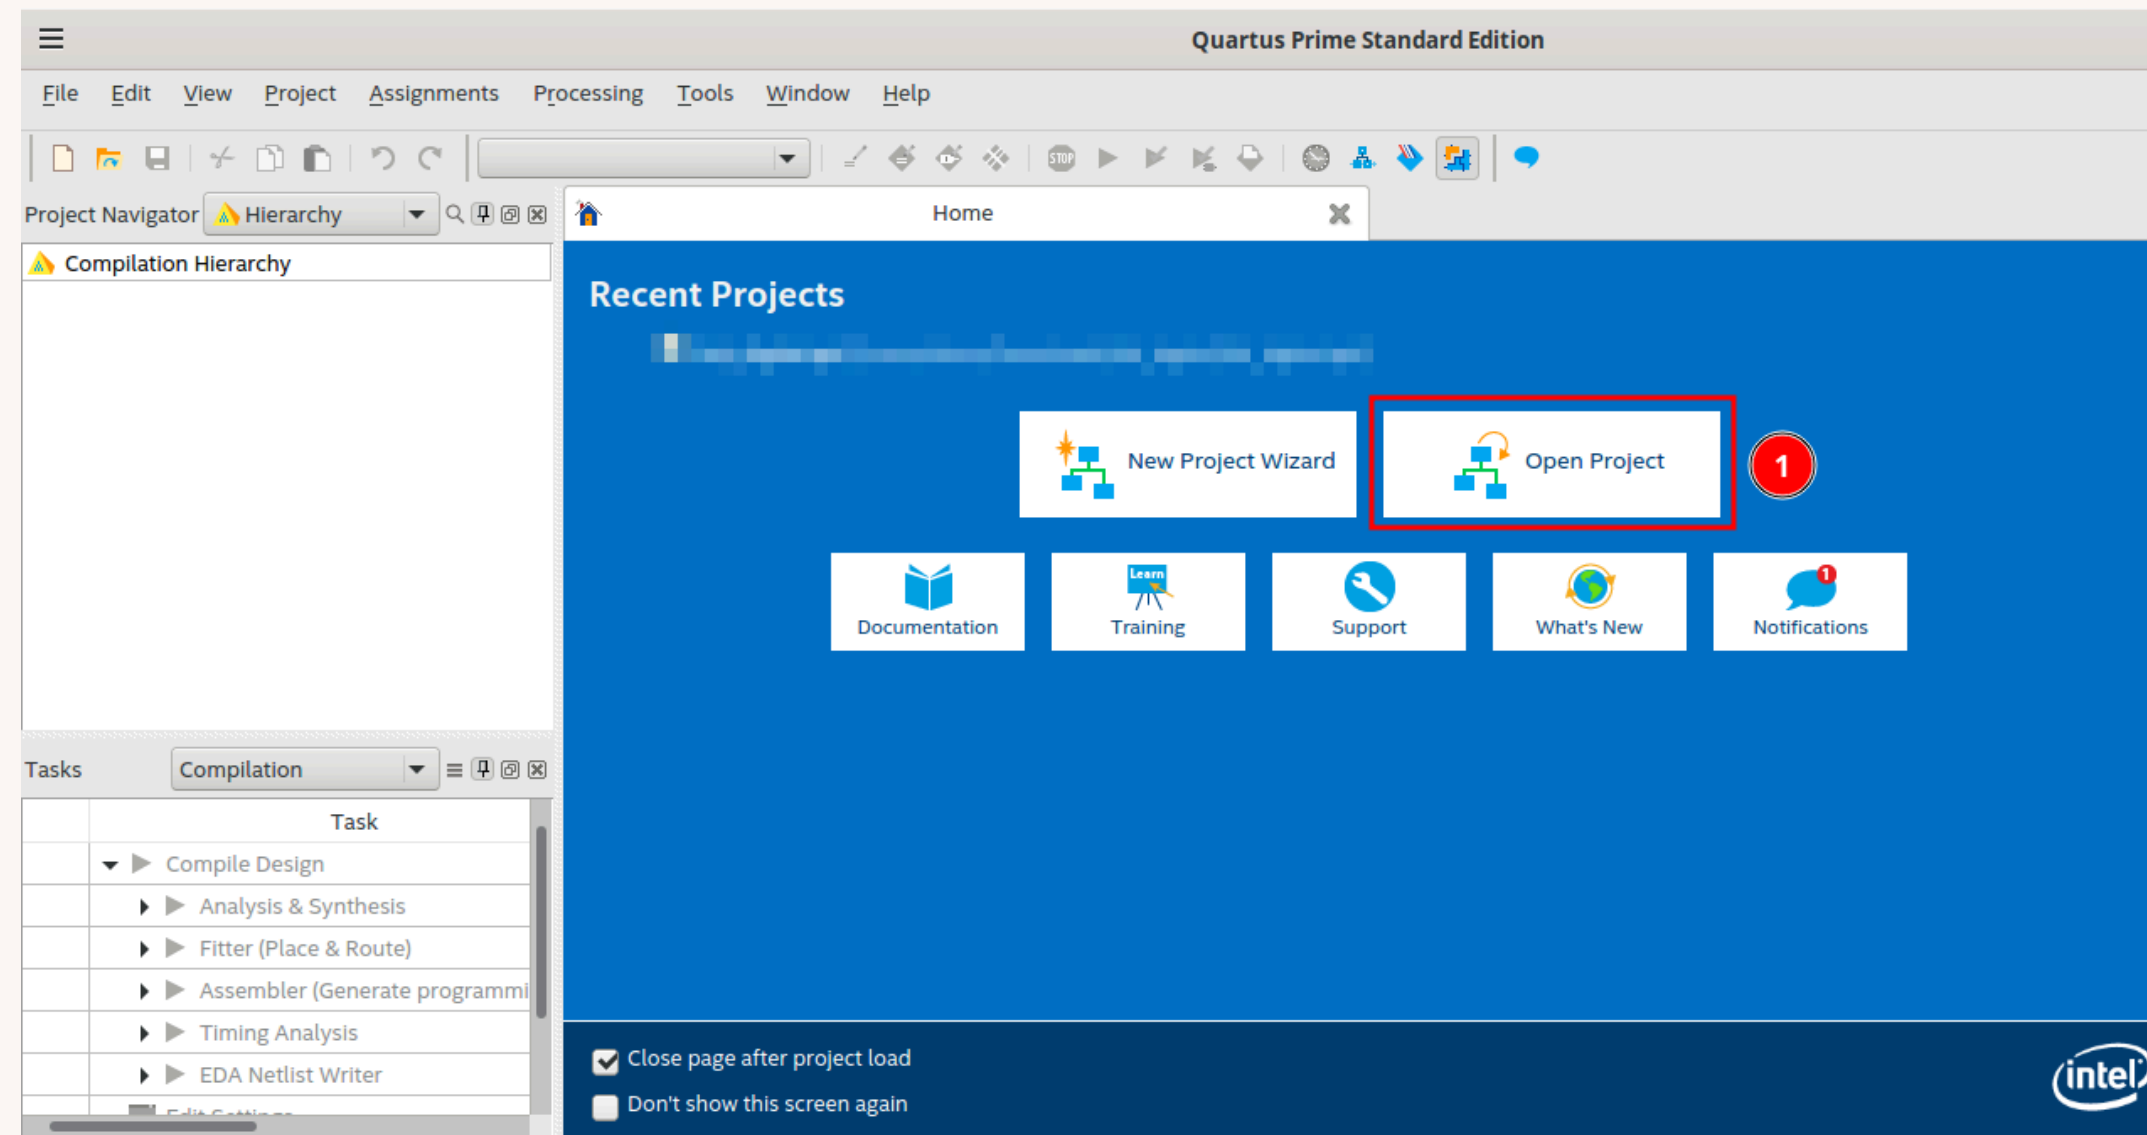 Quartus Prime Standard Edition
File Edit View Project Assignments Processing Tools Window Help
STOP
Project Navigator Hierarchy
Home
Compilation Hierarchy
Recent Projects
New Project Wizard
Open Project
1
Learn
1
Documentation
Training
Support
What's New
Notifications
Tasks Compilation
Task
Compile Design
Analysis & Synthesis
Fitter (Place & Route)
Assembler (Generate programmi
Timing Analysis
EDA Netlist Writer
Edit Settings
Close page after project load
Don't show this screen again
intel